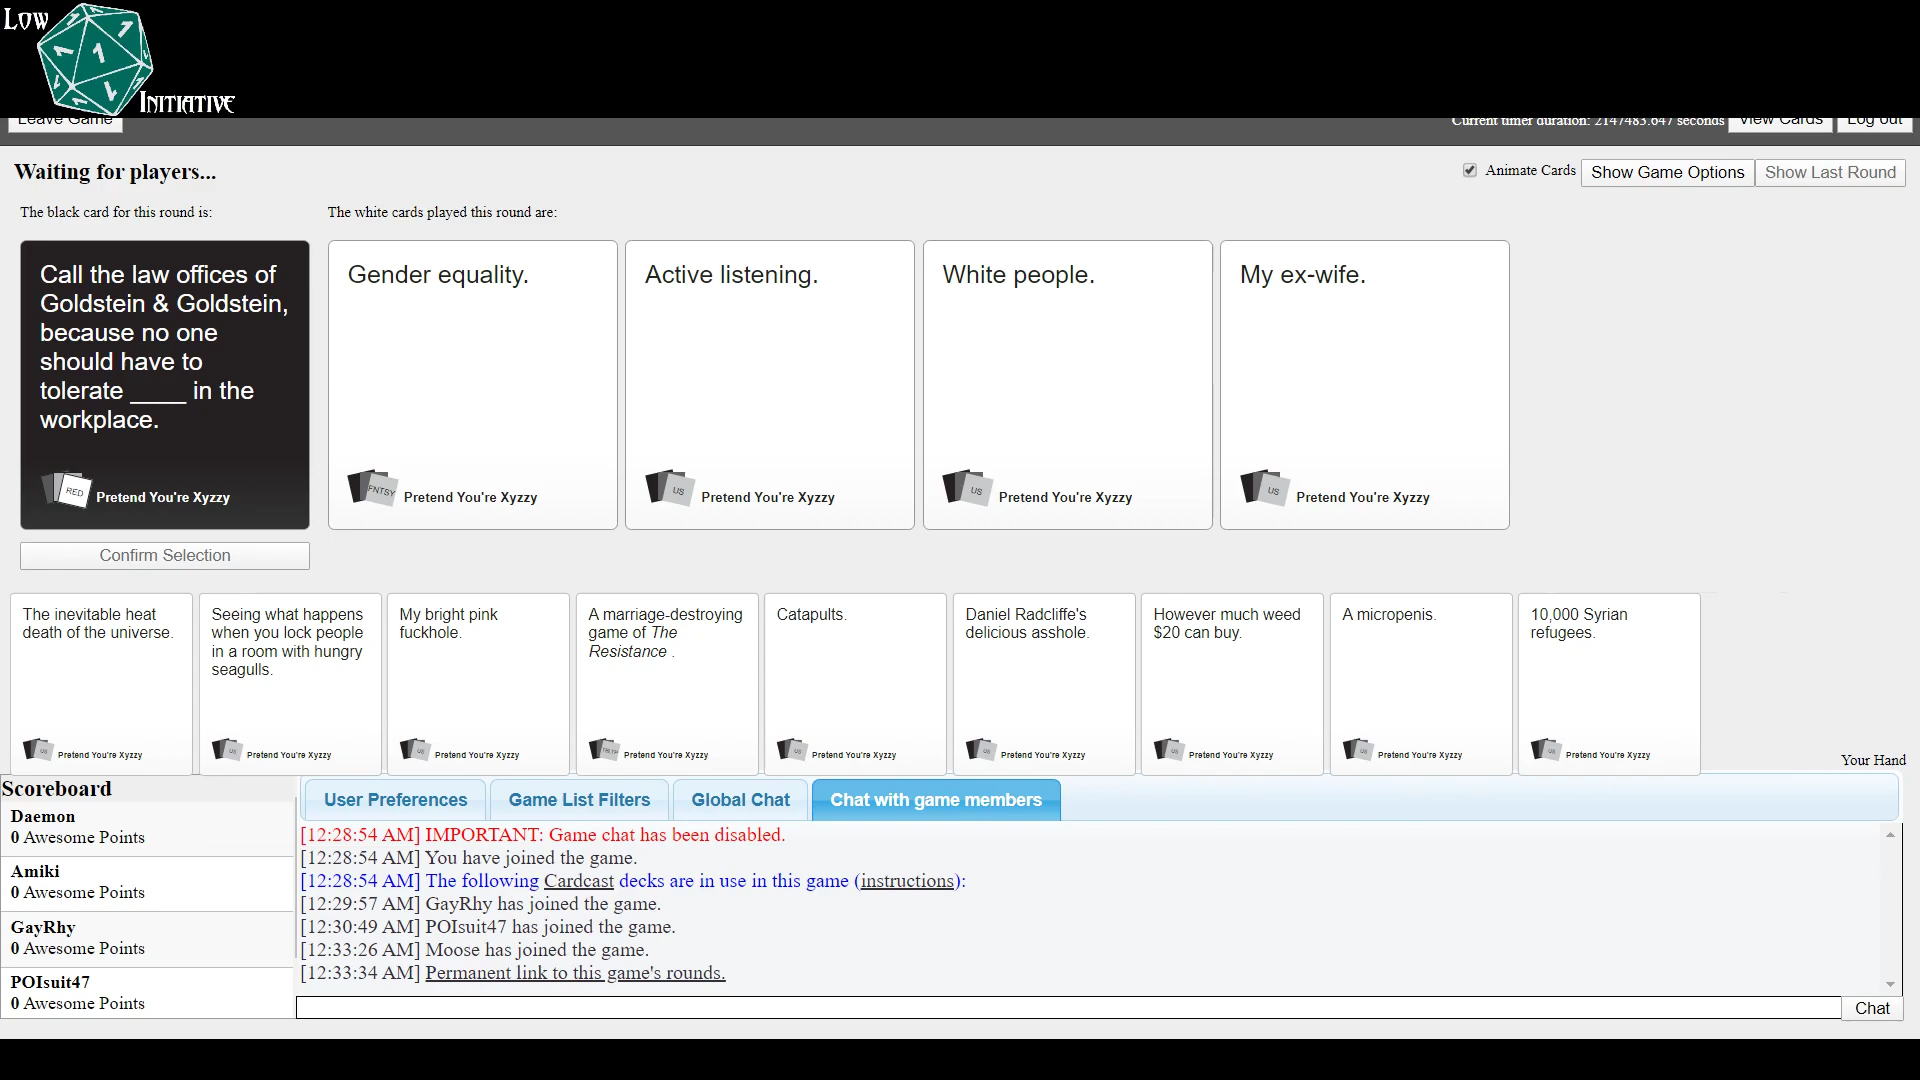 Low
Initiative
Leave Game
Current timer duration: 2147483.647 seconds
View Cards
Log out
Waiting for players...
Animate Cards
Show Game Options
Show Last Round
The black card for this round is:
The white cards played this round are:
Call the law offices of
Goldstein & Goldstein,
because no one
should have to
tolerate ____ in the
workplace.
RED
Pretend You're Xyzzy
Gender equality.
FNTSY
Pretend You're Xyzzy
Active listening.
US
Pretend You're Xyzzy
White people.
US
Pretend You're Xyzzy
My ex-wife.
US
Pretend You're Xyzzy
Confirm Selection
The inevitable heat
death of the universe.
US
Pretend You're Xyzzy
Seeing what happens
when you lock people
in a room with hungry
seagulls.
US
Pretend You're Xyzzy
My bright pink
fuckhole.
US
Pretend You're Xyzzy
A marriage-destroying
game of The
Resistance .
TBLTP
Pretend You're Xyzzy
Catapults.
US
Pretend You're Xyzzy
Daniel Radcliffe's
delicious asshole.
US
Pretend You're Xyzzy
However much weed
$20 can buy.
US
Pretend You're Xyzzy
A micropenis.
US
Pretend You're Xyzzy
10,000 Syrian
refugees.
US
Pretend You're Xyzzy
Your Hand
Scoreboard
Daemon
0 Awesome Points
Amiki
0 Awesome Points
GayRhy
0 Awesome Points
POIsuit47
0 Awesome Points
User Preferences
Game List Filters
Global Chat
Chat with game members
[12:28:54 AM] IMPORTANT: Game chat has been disabled.
[12:28:54 AM] You have joined the game.
[12:28:54 AM] The following Cardcast decks are in use in this game (instructions):
[12:29:57 AM] GayRhy has joined the game.
[12:30:49 AM] POIsuit47 has joined the game.
[12:33:26 AM] Moose has joined the game.
[12:33:34 AM] Permanent link to this game's rounds.
Chat